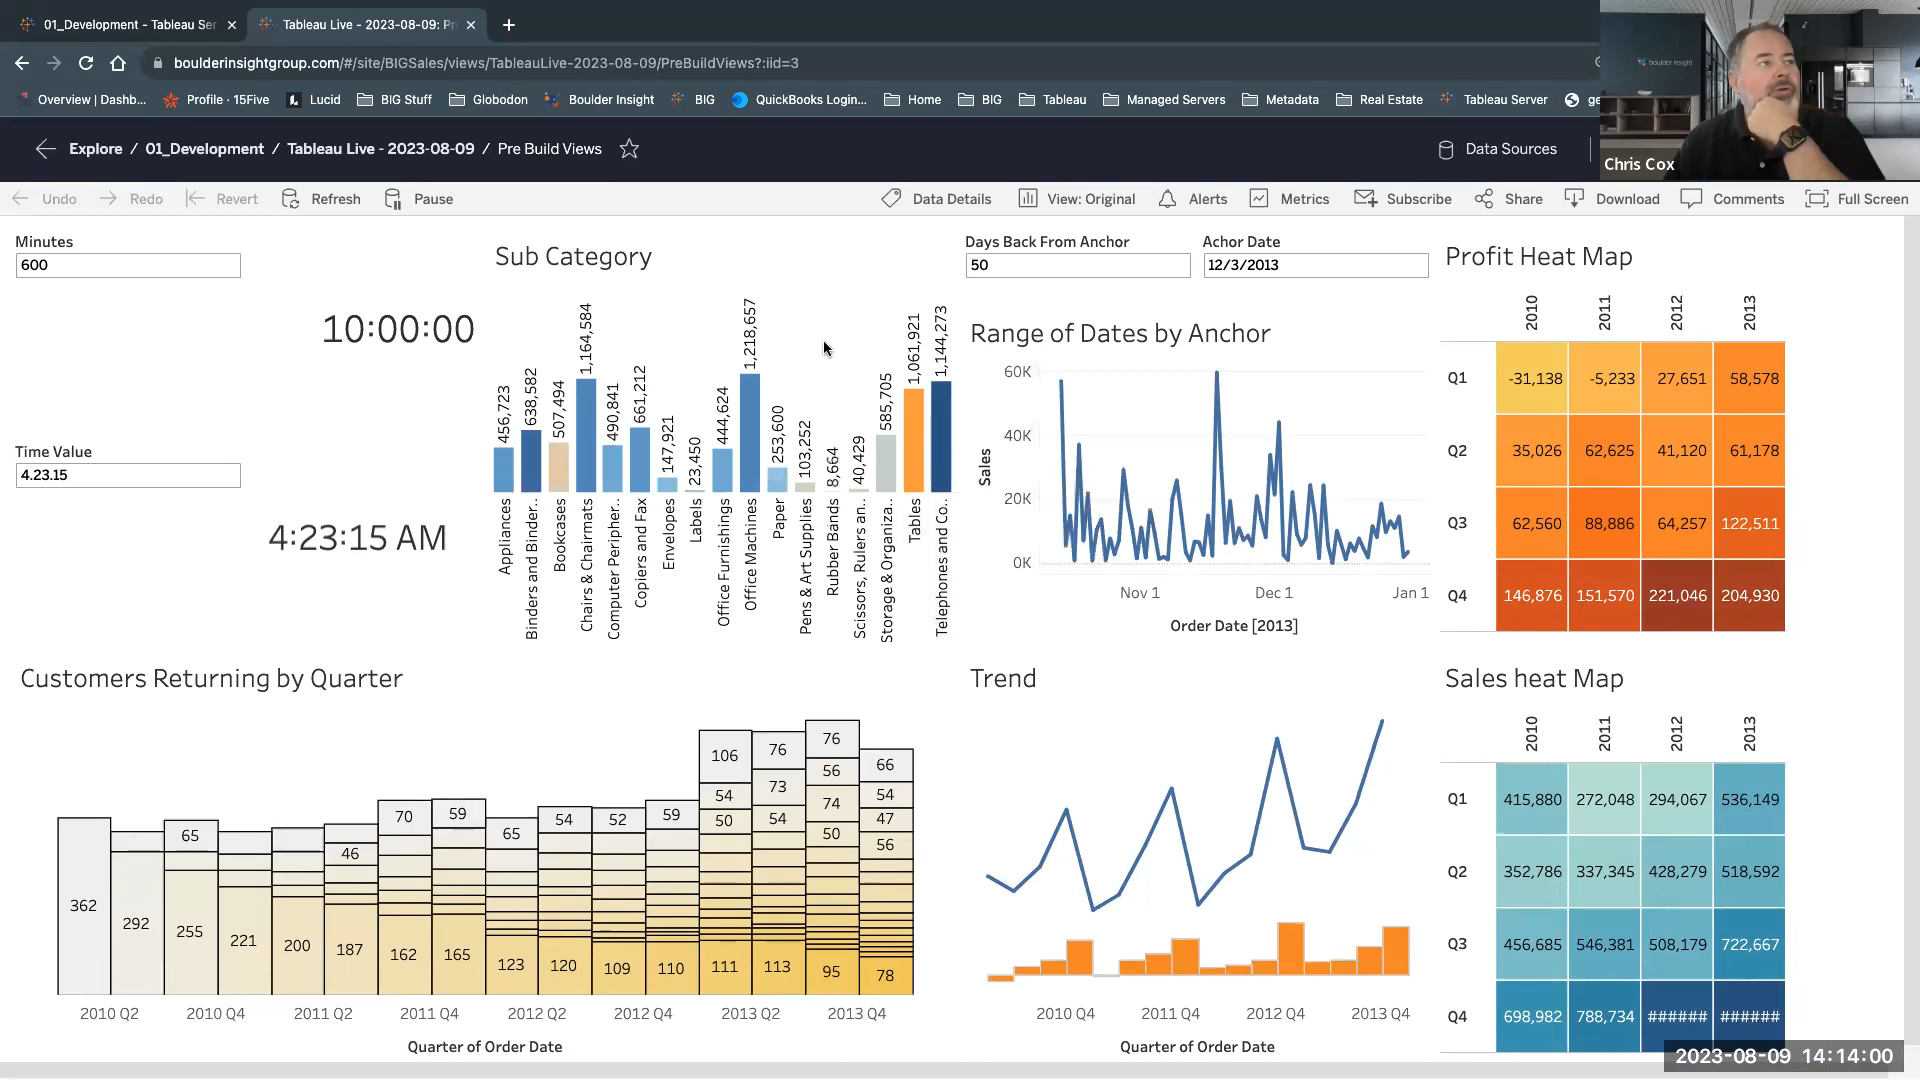 01_Development - Tableau Ser
Tableau Live - 2023-08-09: Pr
boulderinsightgroup.com/#/site/BIGSales/views/TableauLive-2023-08-09/PreBuildViews?:iid=3
Overview | Dashb... Profile · 15Five Lucid BIG Stuff Globodon Boulder Insight BIG QuickBooks Login... Home BIG Tableau Managed Servers Metadata Real Estate Tableau Server ge
boulder insight
Chris Cox
Explore / 01_Development / Tableau Live - 2023-08-09 / Pre Build Views
Data Sources
Undo Redo Revert Refresh Pause Data Details View: Original Alerts Metrics Subscribe Share Download Comments Full Screen
Minutes
600
10:00:00
Time Value
4.23.15
4:23:15 AM
Sub Category
456,723 638,582 507,494 1,164,584 490,841 661,212 147,921 23,450 444,624 1,218,657 253,600 103,252 8,664 40,429 585,705 1,061,921 1,144,273
Appliances
Binders and Binder..
Bookcases
Chairs & Chairmats
Computer Peripher..
Copiers and Fax
Envelopes
Labels
Office Furnishings
Office Machines
Paper
Pens & Art Supplies
Rubber Bands
Scissors, Rulers an..
Storage & Organiza..
Tables
Telephones and Co..
Days Back From Anchor
50
Achor Date
12/3/2013
Range of Dates by Anchor
60K
40K
20K
0K
Sales
Nov 1 Dec 1 Jan 1
Order Date [2013]
Profit Heat Map
2010 2011 2012 2013
Q1 -31,138 -5,233 27,651 58,578
Q2 35,026 62,625 41,120 61,178
Q3 62,560 88,886 64,257 122,511
Q4 146,876 151,570 221,046 204,930
Customers Returning by Quarter
106 76 76 66
56
70 59 54 73 54
65 65 54 52 59 50 54 74 47
46 50 56
362 292 255 221 200 187 162 165 123 120 109 110 111 113 95 78
2010 Q2 2010 Q4 2011 Q2 2011 Q4 2012 Q2 2012 Q4 2013 Q2 2013 Q4
Quarter of Order Date
Trend
2010 Q4 2011 Q4 2012 Q4 2013 Q4
Quarter of Order Date
Sales heat Map
2010 2011 2012 2013
Q1 415,880 272,048 294,067 536,149
Q2 352,786 337,345 428,279 518,592
Q3 456,685 546,381 508,179 722,667
Q4 698,982 788,734 ###### ######
2023-08-09 14:14:00